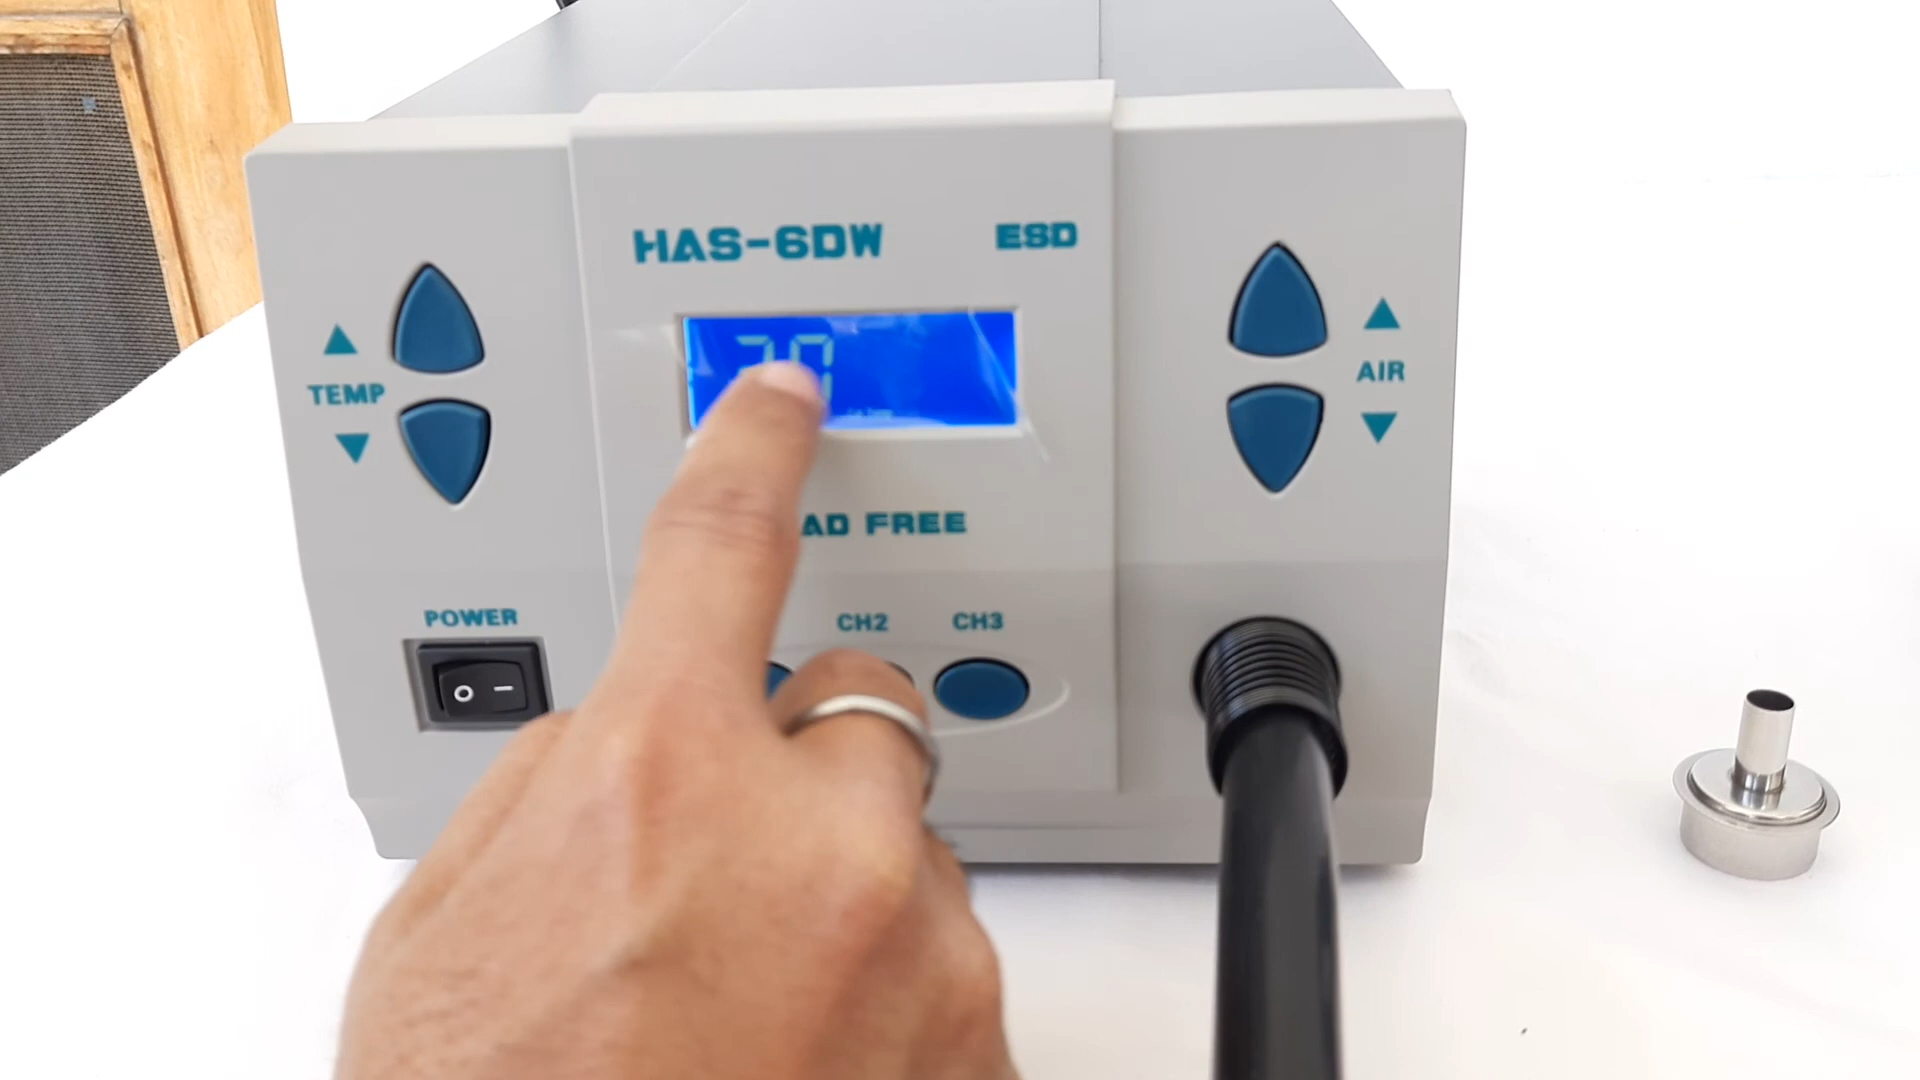 HAS-6DW ESD
▲
TEMP
▼
▲
AIR
▼
AD FREE
POWER
CH2 CH3
O –